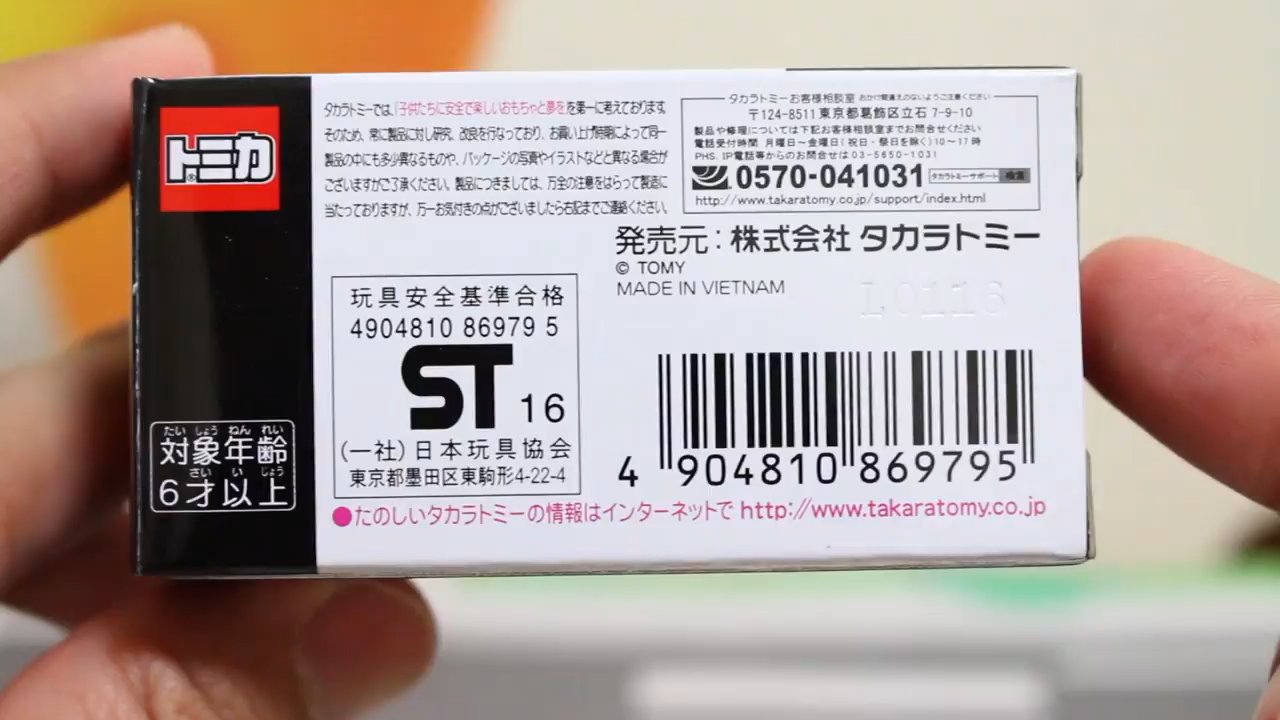 トミカ®
タカラトミーでは、「子供たちに安全で楽しいおもちゃと夢を」を第一に考えております。
そのため、常に製品に対し研究、改良を行なっており、お買い上げ時期によって同一
製品の中にも多少異なるものや、パッケージの写真やイラストなどと異なる場合が
ございますがご了承ください。製品につきましては、万全の注意をはらって製造に
当たっておりますが、万一お気付きの点がございましたら右記までご連絡ください。
タカラトミーお客様相談室 おかけ間違えのないようご注意ください
〒124-8511 東京都葛飾区立石 7-9-10
製品や修理については下記お客様相談室までお問合せください
電話受付時間 月曜日〜金曜日(祝日・祭日を除く)10〜17時
PHS、IP電話等からのお問合せは 03-5650-1031
0570-041031 タカラトミーサポート 検索
http://www.takaratomy.co.jp/support/index.html
発売元：株式会社 タカラトミー
© TOMY
MADE IN VIETNAM
L0116
玩具安全基準合格
4904810 86979 5
ST 16
(一社)日本玩具協会
東京都墨田区東駒形4-22-4
4 904810 869795
たい しょう ねん れい
対象年齢
さい い じょう
6才以上
●たのしいタカラトミーの情報はインターネットで http://www.takaratomy.co.jp